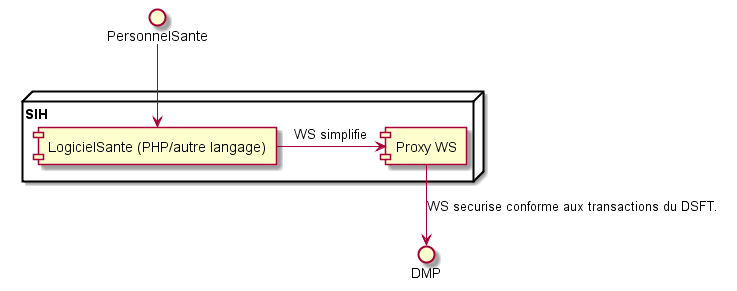 PersonnelSante
SIH
LogicielSante (PHP/autre langage)
WS simplifie
Proxy WS
WS securise conforme aux transactions du DSFT.
DMP